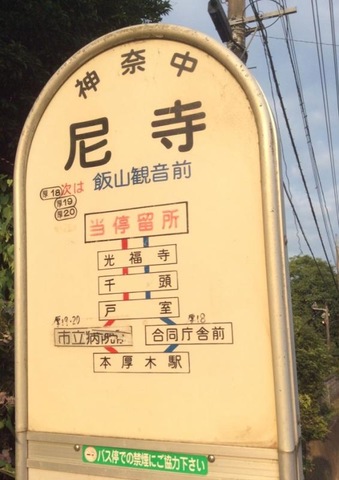 神奈中
尼寺
厚18 次は 飯山観音前
厚19
厚20
当停留所
光福寺
千頭
戸室
厚19.20 厚18
市立病院前 合同庁舎前
本厚木駅
バス停での禁煙にご協力下さい